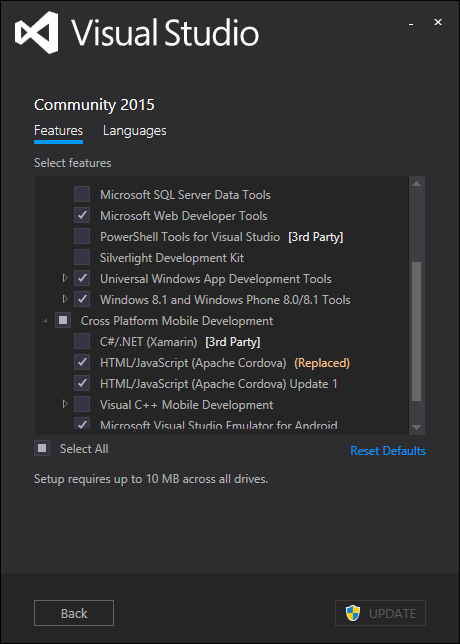 Visual Studio
Community 2015
Features Languages
Select features
Microsoft SQL Server Data Tools
Microsoft Web Developer Tools
PowerShell Tools for Visual Studio [3rd Party]
Silverlight Development Kit
Universal Windows App Development Tools
Windows 8.1 and Windows Phone 8.0/8.1 Tools
Cross Platform Mobile Development
C#/.NET (Xamarin) [3rd Party]
HTML/JavaScript (Apache Cordova) (Replaced)
HTML/JavaScript (Apache Cordova) Update 1
Visual C++ Mobile Development
Microsoft Visual Studio Emulator for Android
Select All Reset Defaults
Setup requires up to 10 MB across all drives.
Back UPDATE